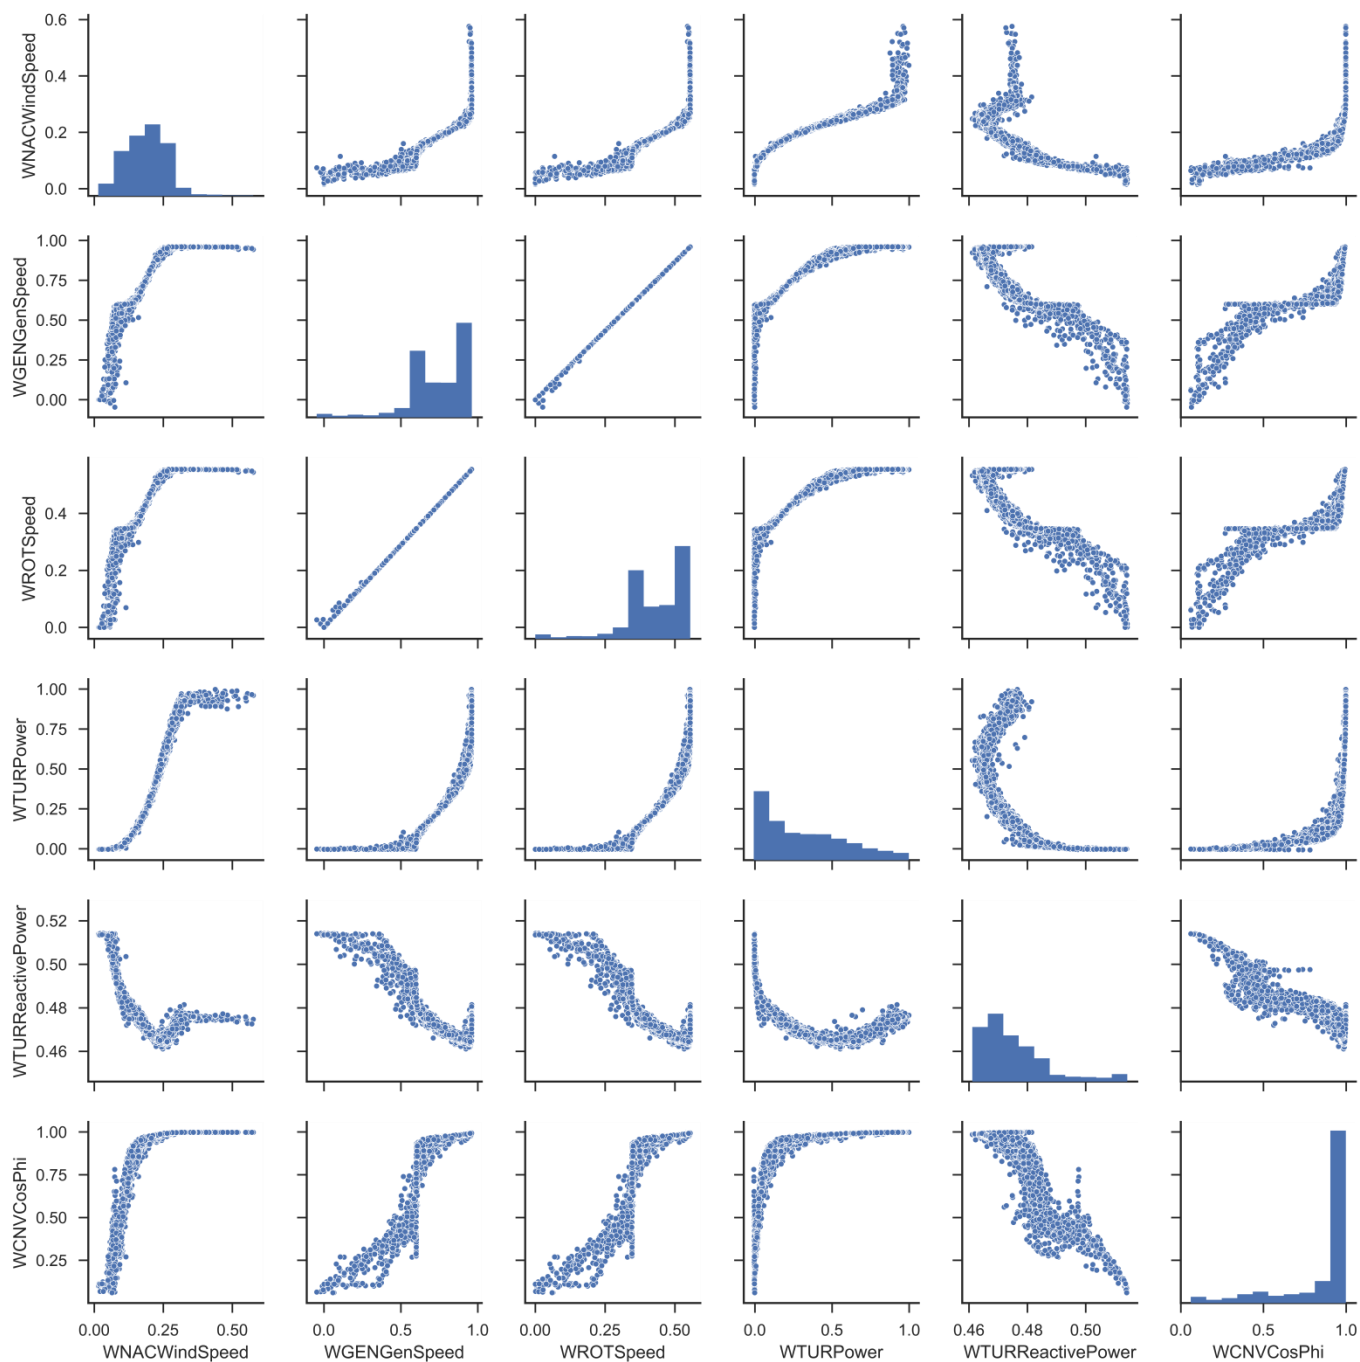 0.6
0.4
0.2
0.0
WNACWindSpeed
0.00 0.25 0.50
0.0 0.5 1.0
0.00 0.25 0.50
0.0 0.5 1.0
0.46 0.48 0.50
0.0 0.5 1.0
1.00
0.75
0.50
0.25
0.00
WGENGenSpeed
0.4
0.2
0.0
WROTSpeed
1.00
0.75
0.50
0.25
0.00
WTURPower
0.52
0.50
0.48
0.46
WTURReactivePower
1.00
0.75
0.50
0.25
WCNVCosPhi
WNACWindSpeed WGENGenSpeed WROTSpeed WTURPower WTURReactivePower WCNVCosPhi